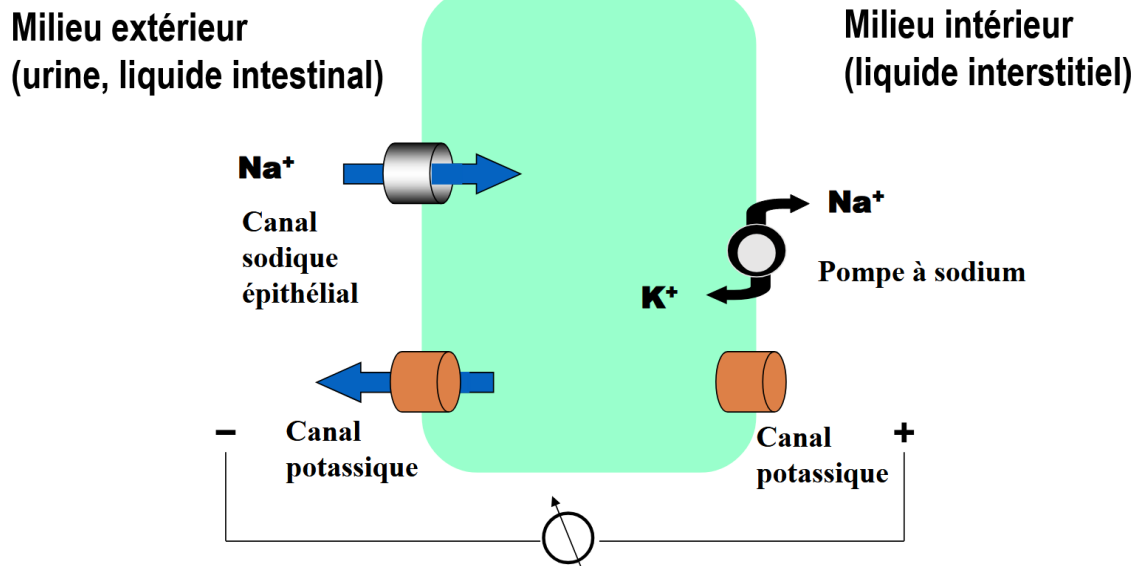 Milieu extérieur
(urine, liquide intestinal)
Milieu intérieur
(liquide interstitiel)
Na⁺
Canal
sodique
épithélial
Na⁺
Pompe à sodium
K⁺
Canal
potassique
Canal
potassique
−
+